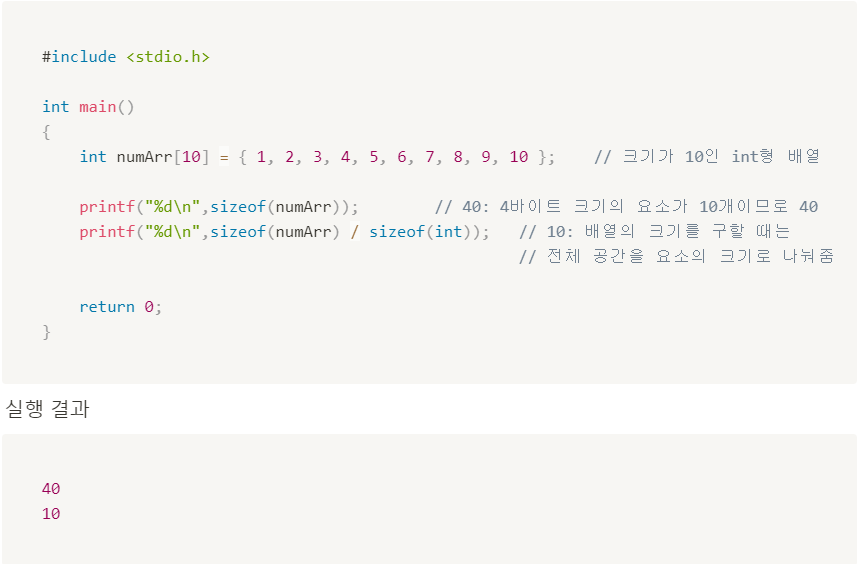 #include <stdio.h>
int main()
{
int numArr[10] = { 1, 2, 3, 4, 5, 6, 7, 8, 9, 10 };    // 크기가 10인 int형 배열
printf("%d\n",sizeof(numArr));        // 40: 4바이트 크기의 요소가 10개이므로 40
printf("%d\n",sizeof(numArr) / sizeof(int));   // 10: 배열의 크기를 구할 때는
// 전체 공간을 요소의 크기로 나눠줌
return 0;
}
실행 결과
40
10